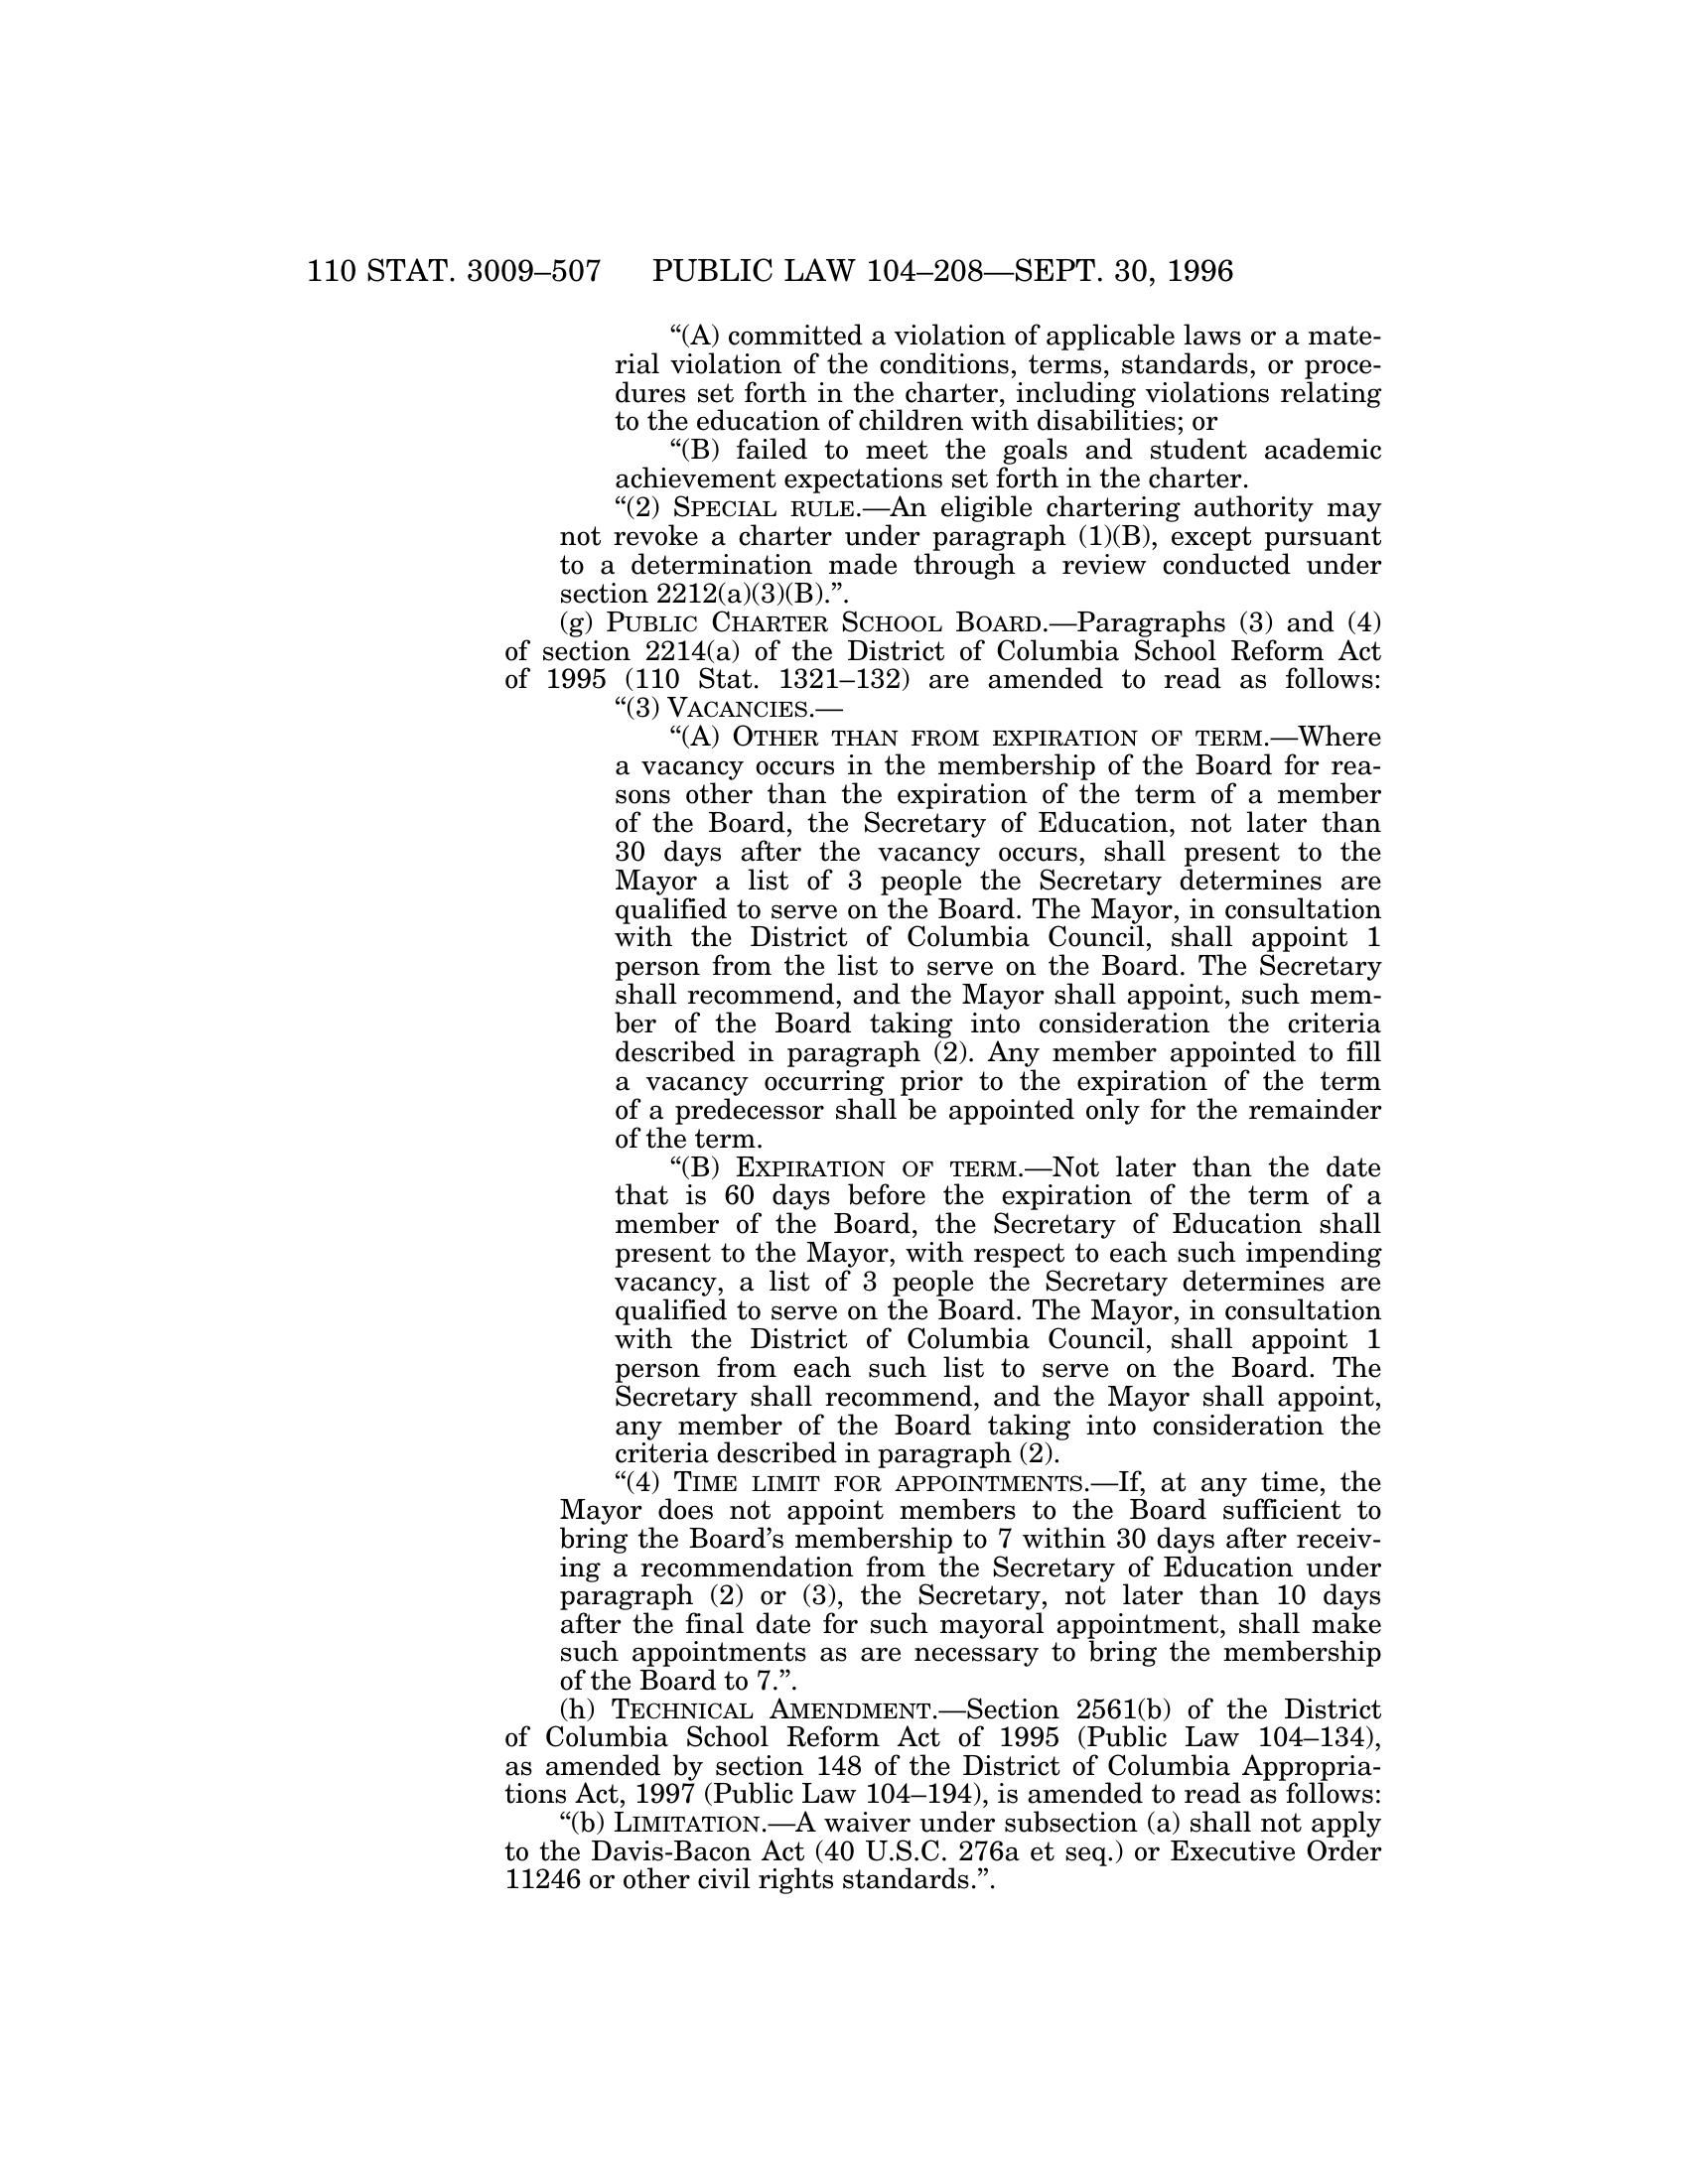 110 STAT. 3009–507 PUBLIC LAW 104–208—SEPT. 30, 1996
“(A) committed a violation of applicable laws or a mate-
rial violation of the conditions, terms, standards, or proce-
dures set forth in the charter, including violations relating
to the education of children with disabilities; or
“(B) failed to meet the goals and student academic
achievement expectations set forth in the charter.
“(2) SPECIAL RULE.—An eligible chartering authority may
not revoke a charter under paragraph (1)(B), except pursuant
to a determination made through a review conducted under
section 2212(a)(3)(B).”.
(g) PUBLIC CHARTER SCHOOL BOARD.—Paragraphs (3) and (4)
of section 2214(a) of the District of Columbia School Reform Act
of 1995 (110 Stat. 1321–132) are amended to read as follows:
“(3) VACANCIES.—
“(A) OTHER THAN FROM EXPIRATION OF TERM.—Where
a vacancy occurs in the membership of the Board for rea-
sons other than the expiration of the term of a member
of the Board, the Secretary of Education, not later than
30 days after the vacancy occurs, shall present to the
Mayor a list of 3 people the Secretary determines are
qualified to serve on the Board. The Mayor, in consultation
with the District of Columbia Council, shall appoint 1
person from the list to serve on the Board. The Secretary
shall recommend, and the Mayor shall appoint, such mem-
ber of the Board taking into consideration the criteria
described in paragraph (2). Any member appointed to fill
a vacancy occurring prior to the expiration of the term
of a predecessor shall be appointed only for the remainder
of the term.
“(B) EXPIRATION OF TERM.—Not later than the date
that is 60 days before the expiration of the term of a
member of the Board, the Secretary of Education shall
present to the Mayor, with respect to each such impending
vacancy, a list of 3 people the Secretary determines are
qualified to serve on the Board. The Mayor, in consultation
with the District of Columbia Council, shall appoint 1
person from each such list to serve on the Board. The
Secretary shall recommend, and the Mayor shall appoint,
any member of the Board taking into consideration the
criteria described in paragraph (2).
“(4) TIME LIMIT FOR APPOINTMENTS.—If, at any time, the
Mayor does not appoint members to the Board sufficient to
bring the Board’s membership to 7 within 30 days after receiv-
ing a recommendation from the Secretary of Education under
paragraph (2) or (3), the Secretary, not later than 10 days
after the final date for such mayoral appointment, shall make
such appointments as are necessary to bring the membership
of the Board to 7.”.
(h) TECHNICAL AMENDMENT.—Section 2561(b) of the District
of Columbia School Reform Act of 1995 (Public Law 104–134),
as amended by section 148 of the District of Columbia Appropria-
tions Act, 1997 (Public Law 104–194), is amended to read as follows:
“(b) LIMITATION.—A waiver under subsection (a) shall not apply
to the Davis-Bacon Act (40 U.S.C. 276a et seq.) or Executive Order
11246 or other civil rights standards.”.